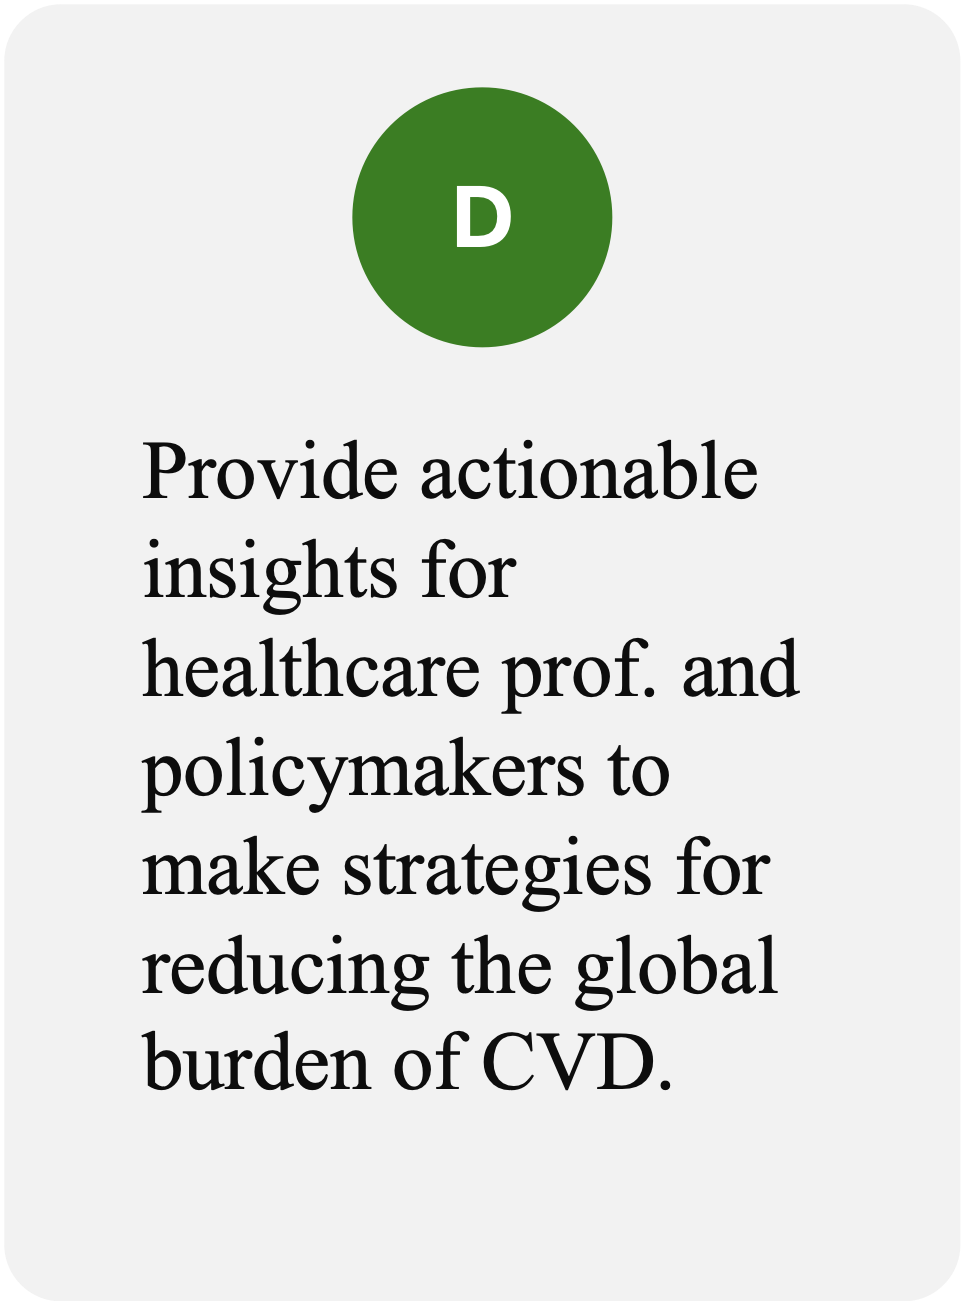 D
Provide actionable
insights for
healthcare prof. and
policymakers to
make strategies for
reducing the global
burden of CVD.